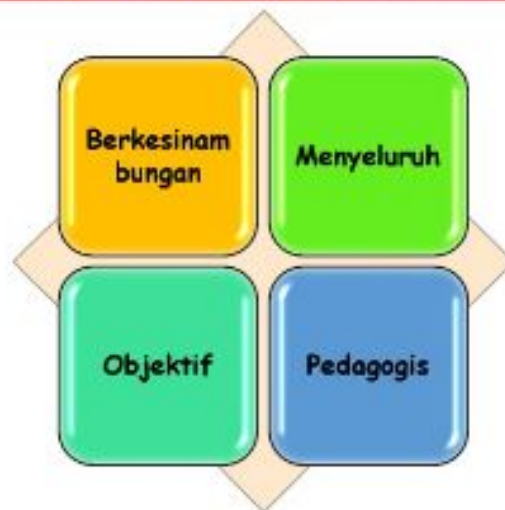 Berkesinam
bungan
Menyeluruh
Objektif
Pedagogis